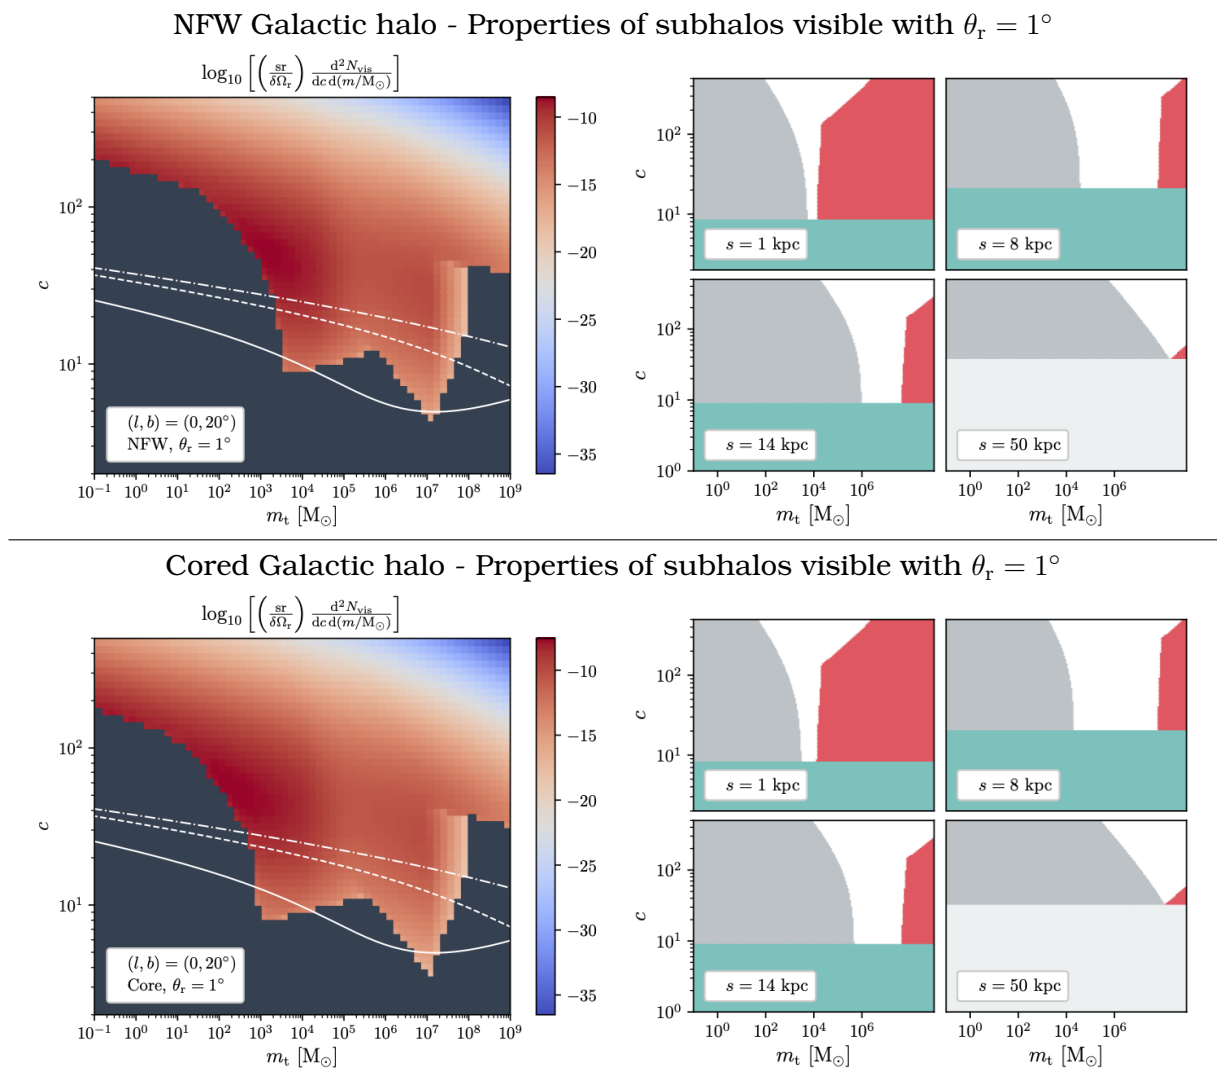 NFW Galactic halo - Properties of subhalos visible with θr = 1°
log10 [ ( sr / δΩr ) d²Nvis / dc d(m/M⊙) ]
−10
−15
−20
−25
−30
−35
10²
10¹
c
(l, b) = (0, 20°)
NFW, θr = 1°
10⁻¹ 10⁰ 10¹ 10² 10³ 10⁴ 10⁵ 10⁶ 10⁷ 10⁸ 10⁹
mt [M⊙]
10²
10¹
c
s = 1 kpc
s = 8 kpc
10²
10¹
10⁰
c
s = 14 kpc
s = 50 kpc
10⁰ 10² 10⁴ 10⁶
mt [M⊙]
10⁰ 10² 10⁴ 10⁶
mt [M⊙]
Cored Galactic halo - Properties of subhalos visible with θr = 1°
log10 [ ( sr / δΩr ) d²Nvis / dc d(m/M⊙) ]
−10
−15
−20
−25
−30
−35
10²
10¹
c
(l, b) = (0, 20°)
Core, θr = 1°
10⁻¹ 10⁰ 10¹ 10² 10³ 10⁴ 10⁵ 10⁶ 10⁷ 10⁸ 10⁹
mt [M⊙]
10²
10¹
c
s = 1 kpc
s = 8 kpc
10²
10¹
10⁰
c
s = 14 kpc
s = 50 kpc
10⁰ 10² 10⁴ 10⁶
mt [M⊙]
10⁰ 10² 10⁴ 10⁶
mt [M⊙]